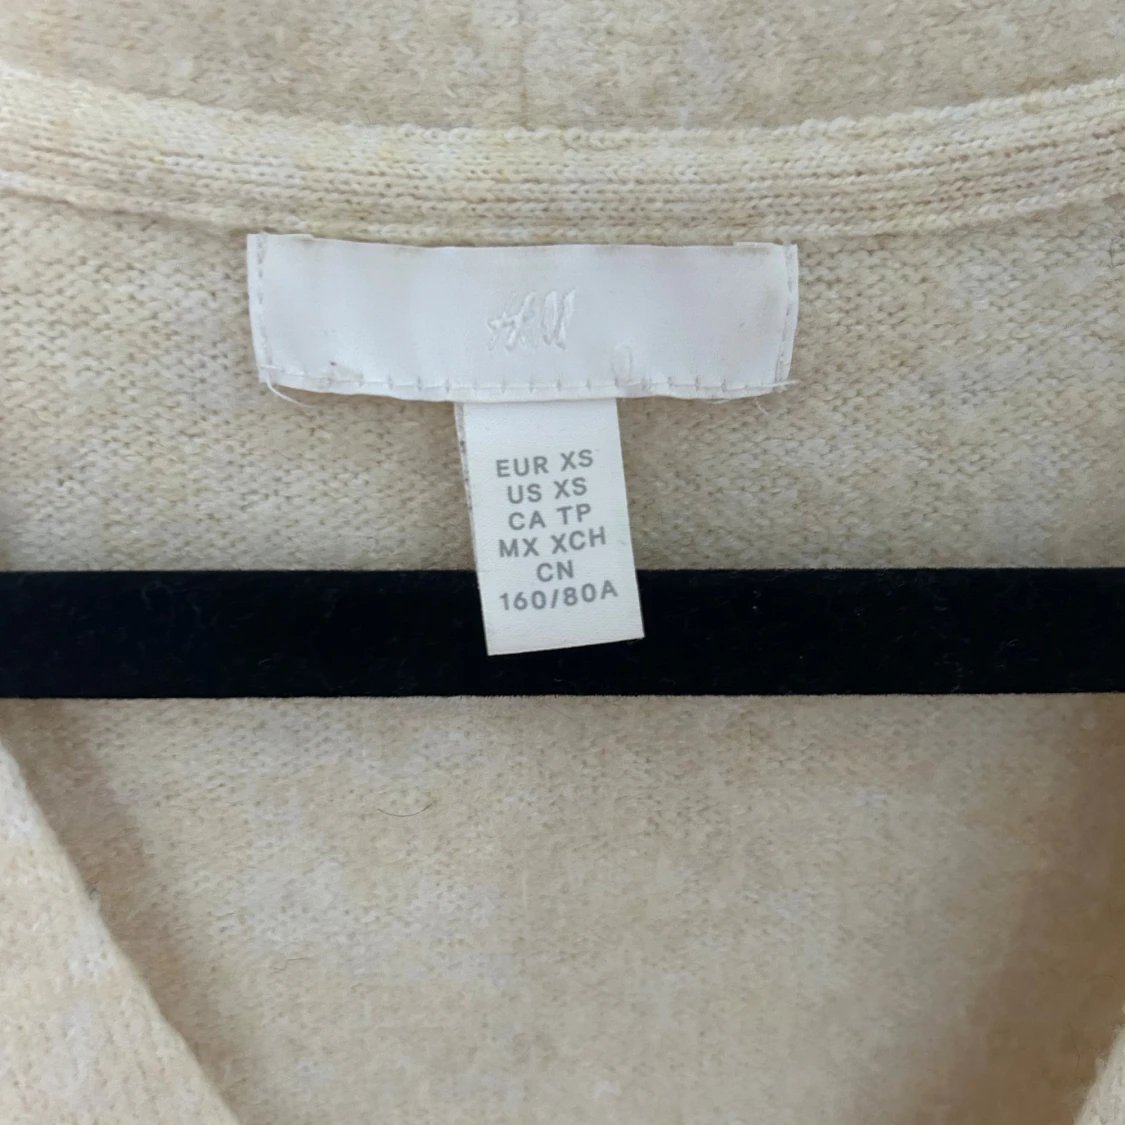 H&M
EUR XS
US XS
CA TP
MX XCH
CN
160/80A